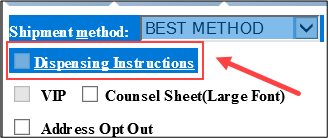 Shipment method: BEST METHOD
Dispensing Instructions
VIP Counsel Sheet(Large Font)
Address Opt Out